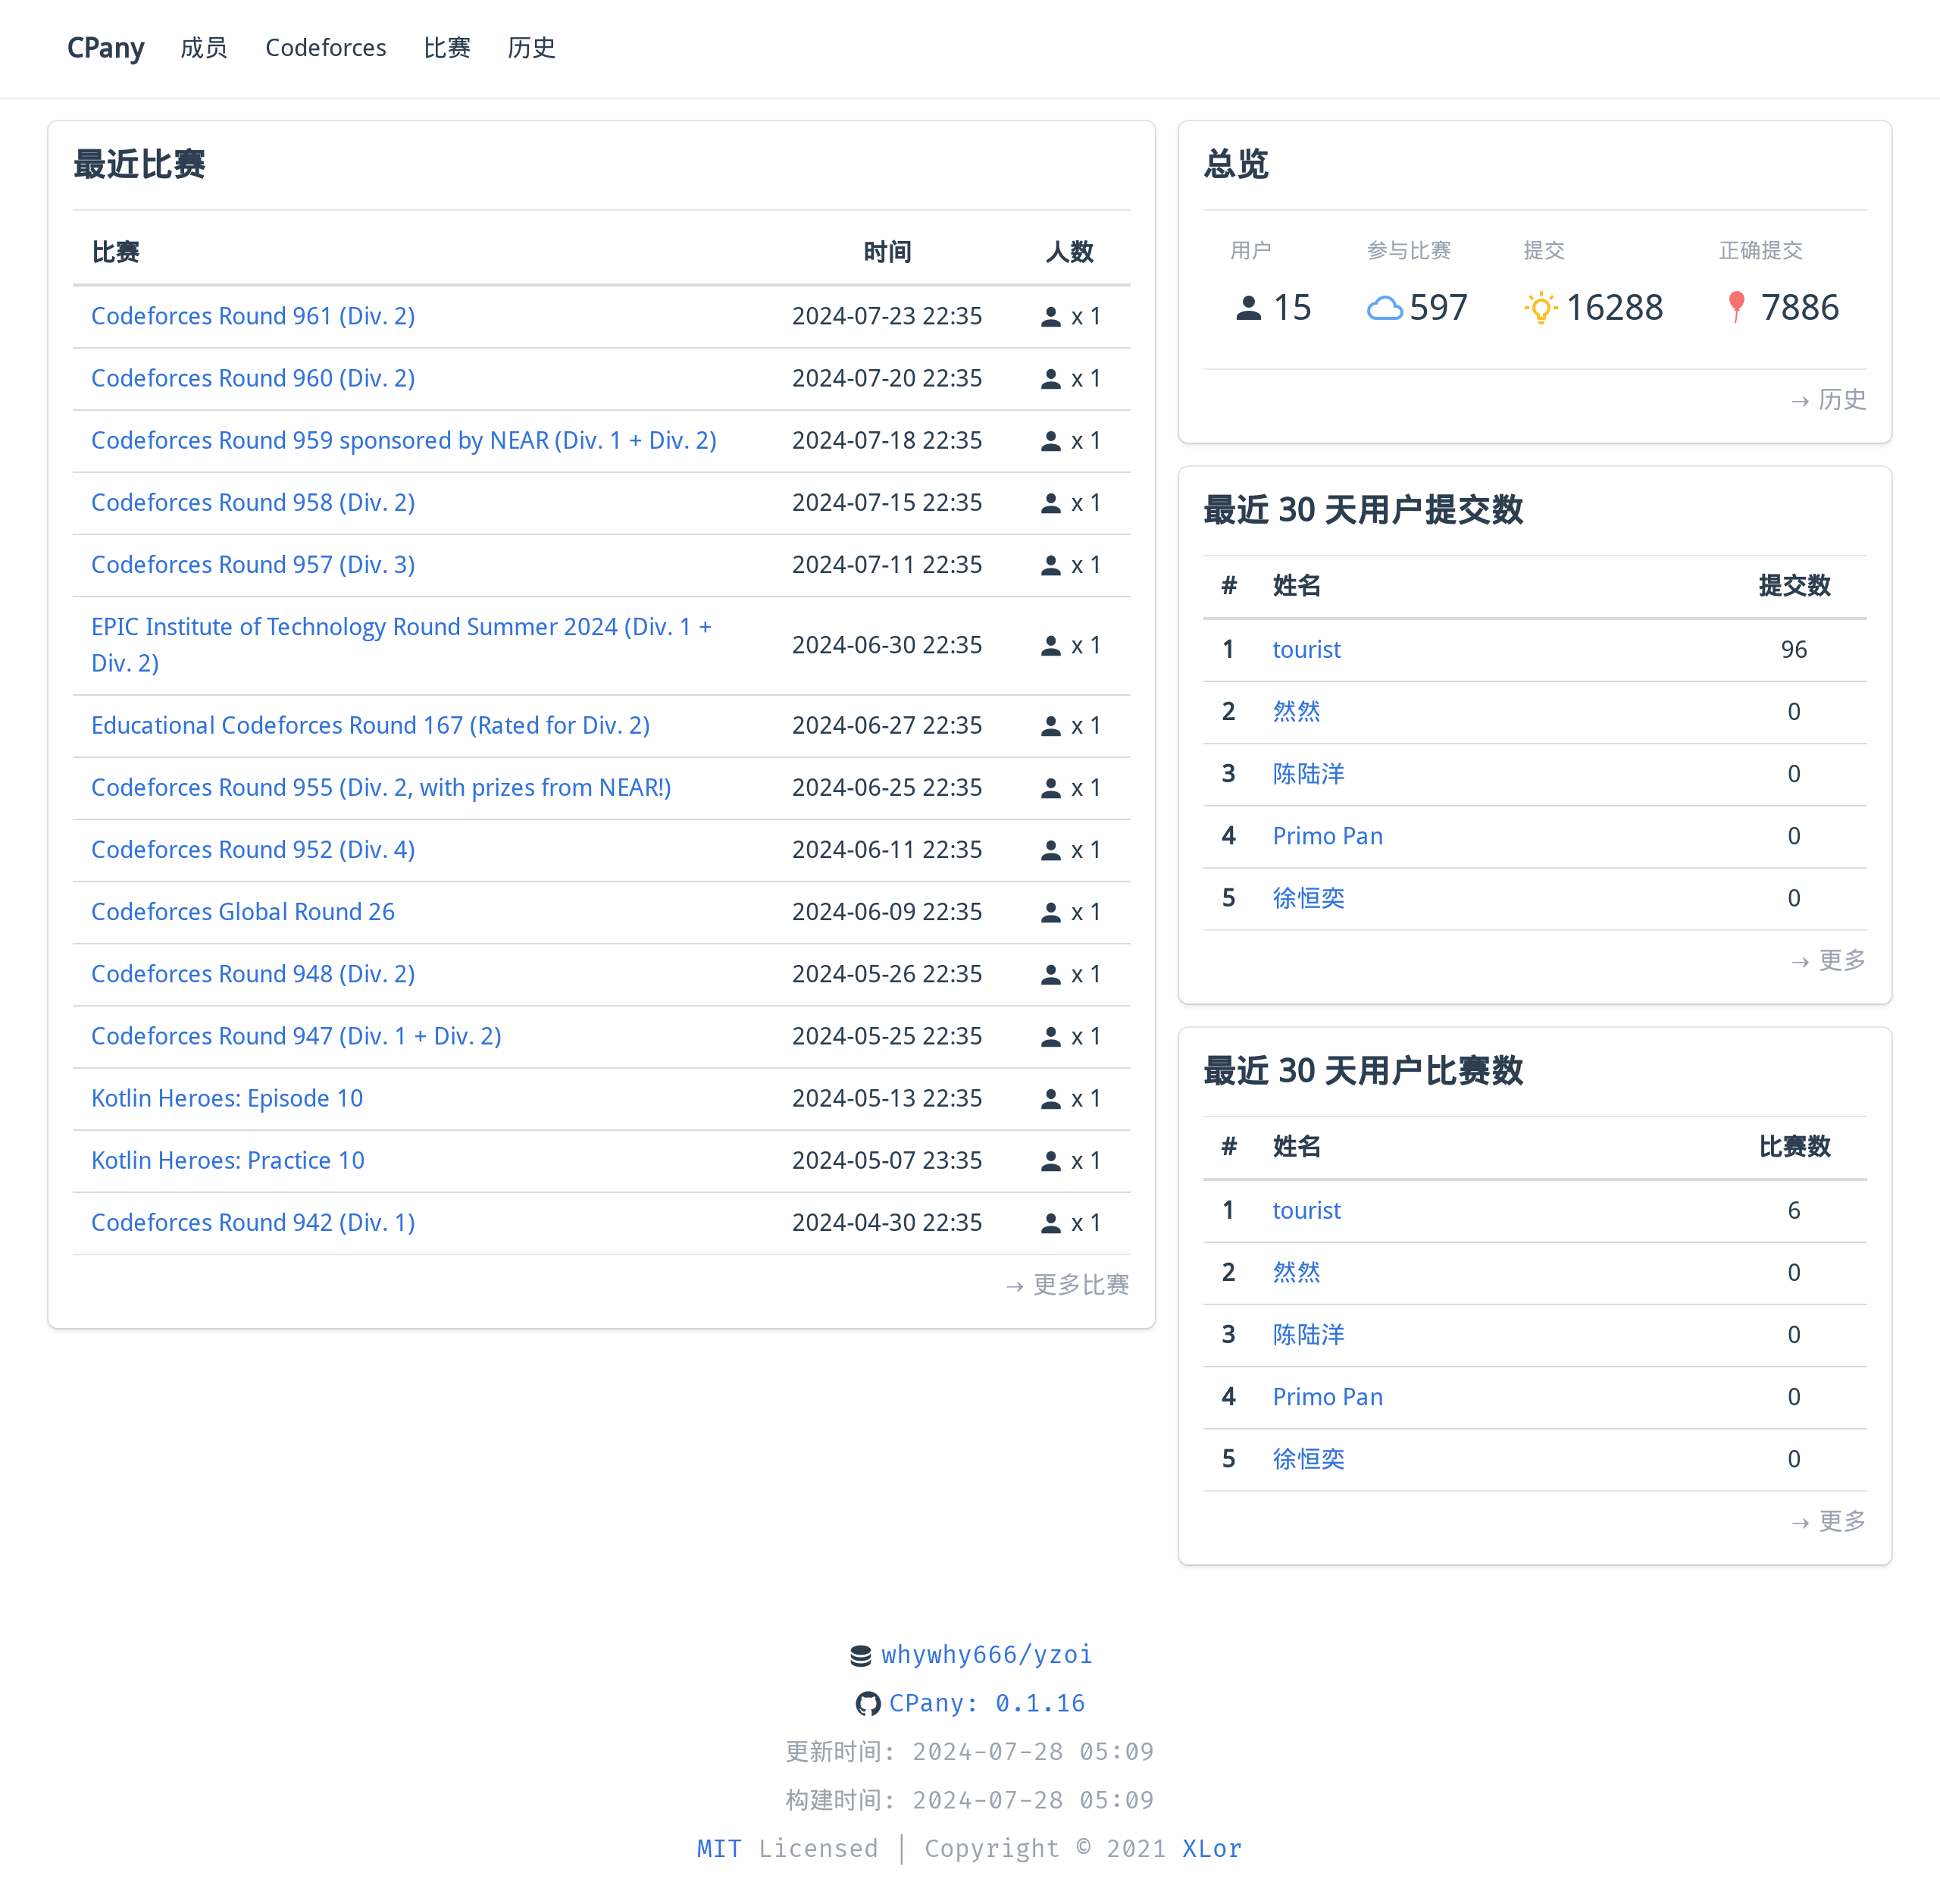 CPany 成员 Codeforces 比赛 历史
最近比赛
比赛 时间 人数
Codeforces Round 961 (Div. 2) 2024-07-23 22:35 x 1
Codeforces Round 960 (Div. 2) 2024-07-20 22:35 x 1
Codeforces Round 959 sponsored by NEAR (Div. 1 + Div. 2) 2024-07-18 22:35 x 1
Codeforces Round 958 (Div. 2) 2024-07-15 22:35 x 1
Codeforces Round 957 (Div. 3) 2024-07-11 22:35 x 1
EPIC Institute of Technology Round Summer 2024 (Div. 1 +
Div. 2) 2024-06-30 22:35 x 1
Educational Codeforces Round 167 (Rated for Div. 2) 2024-06-27 22:35 x 1
Codeforces Round 955 (Div. 2, with prizes from NEAR!) 2024-06-25 22:35 x 1
Codeforces Round 952 (Div. 4) 2024-06-11 22:35 x 1
Codeforces Global Round 26 2024-06-09 22:35 x 1
Codeforces Round 948 (Div. 2) 2024-05-26 22:35 x 1
Codeforces Round 947 (Div. 1 + Div. 2) 2024-05-25 22:35 x 1
Kotlin Heroes: Episode 10 2024-05-13 22:35 x 1
Kotlin Heroes: Practice 10 2024-05-07 23:35 x 1
Codeforces Round 942 (Div. 1) 2024-04-30 22:35 x 1
→ 更多比赛
总览
用户 参与比赛 提交 正确提交
15 597 16288 7886
→ 历史
最近 30 天用户提交数
# 姓名 提交数
1 tourist 96
2 然然 0
3 陈陆洋 0
4 Primo Pan 0
5 徐恒奕 0
→ 更多
最近 30 天用户比赛数
# 姓名 比赛数
1 tourist 6
2 然然 0
3 陈陆洋 0
4 Primo Pan 0
5 徐恒奕 0
→ 更多
whywhy666/yzoi
CPany: 0.1.16
更新时间: 2024-07-28 05:09
构建时间: 2024-07-28 05:09
MIT Licensed | Copyright © 2021 XLor